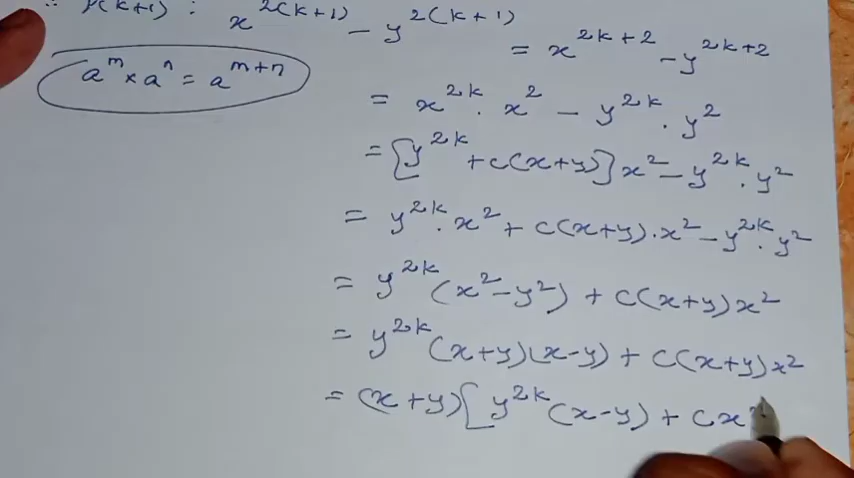 ∴ P(k+1) : x^{2(k+1)} - y^{2(k+1)}
= x^{2k+2} - y^{2k+2}
a^m × a^n = a^{m+n}
= x^{2k} . x^2 - y^{2k} . y^2
= [y^{2k} + c(x+y)] x^2 - y^{2k} . y^2
= y^{2k} . x^2 + c(x+y) . x^2 - y^{2k} . y^2
= y^{2k} (x^2 - y^2) + c(x+y) x^2
= y^{2k} (x+y)(x-y) + c(x+y) x^2
= (x+y) [ y^{2k} (x-y) + cx